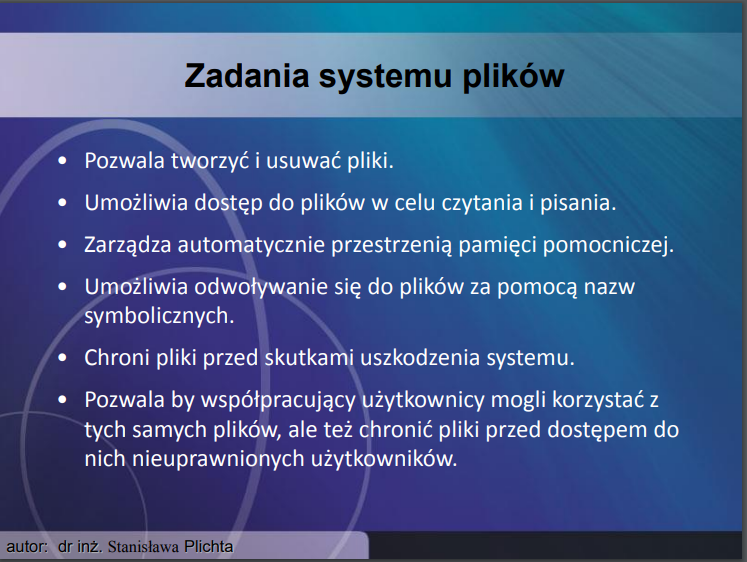 Zadania systemu plików
• Pozwala tworzyć i usuwać pliki.
• Umożliwia dostęp do plików w celu czytania i pisania.
• Zarządza automatycznie przestrzenią pamięci pomocniczej.
• Umożliwia odwoływanie się do plików za pomocą nazw
symbolicznych.
• Chroni pliki przed skutkami uszkodzenia systemu.
• Pozwala by współpracujący użytkownicy mogli korzystać z
tych samych plików, ale też chronić pliki przed dostępem do
nich nieuprawnionych użytkowników.
autor: dr inż. Stanisława Plichta